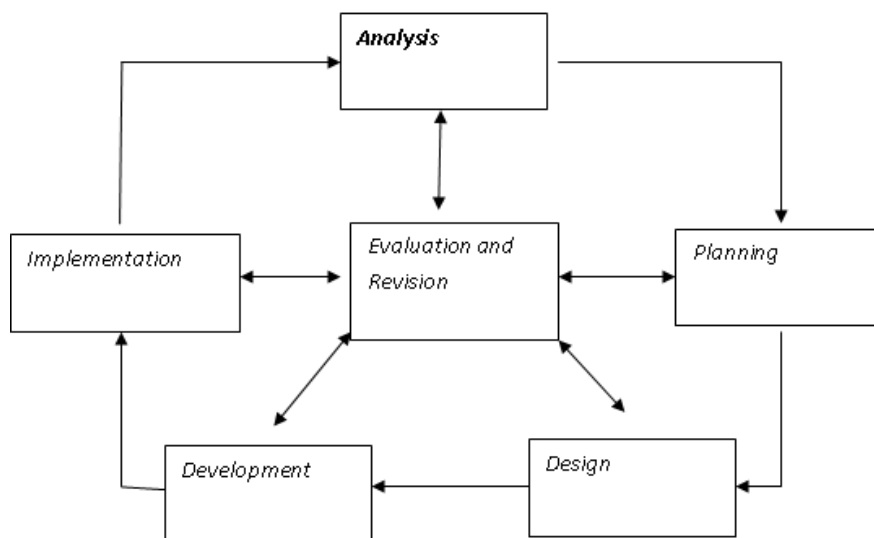 Analysis
Implementation
Evaluation and
Revision
Planning
Development
Design